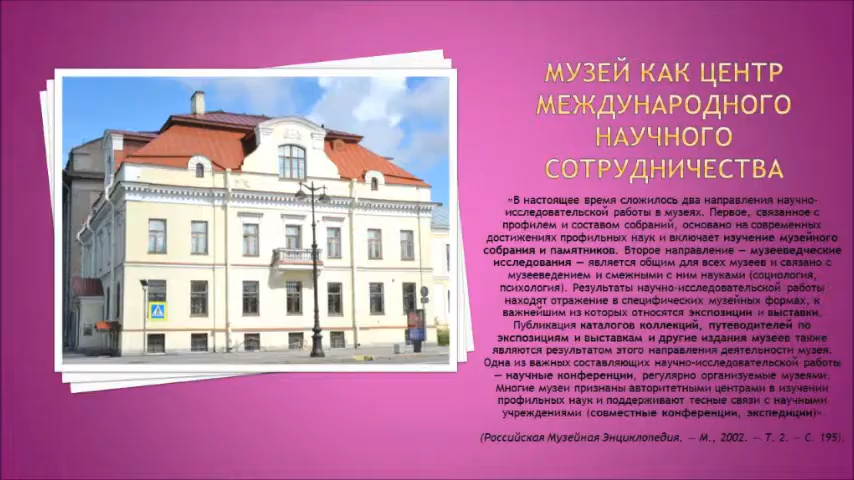 МУЗЕЙ КАК ЦЕНТР
МЕЖДУНАРОДНОГО
НАУЧНОГО
СОТРУДНИЧЕСТВА
«В настоящее время сложилось два направления научно-
исследовательской работы в музеях. Первое, связанное с
профилем и составом собраний, основано на современных
достижениях профильных наук и включает изучение музейного
собрания и памятников. Второе направление — музееведческие
исследования — является общим для всех музеев и связано с
музееведением и смежными с ним науками (социология,
психология). Результаты научно-исследовательской работы
находят отражение в специфических музейных формах, к
важнейшим из которых относятся экспозиции и выставки.
Публикация каталогов коллекций, путеводителей по
экспозициям и выставкам и другие издания музеев также
являются результатом этого направления деятельности музея.
Одна из важных составляющих научно-исследовательской работы
— научные конференции, регулярно организуемые музеями.
Многие музеи признаны авторитетными центрами в изучении
профильных наук и поддерживают тесные связи с научными
учреждениями (совместные конференции, экспедиции)»
(Российская Музейная Энциклопедия. — М., 2002. — Т. 2. — С. 195).